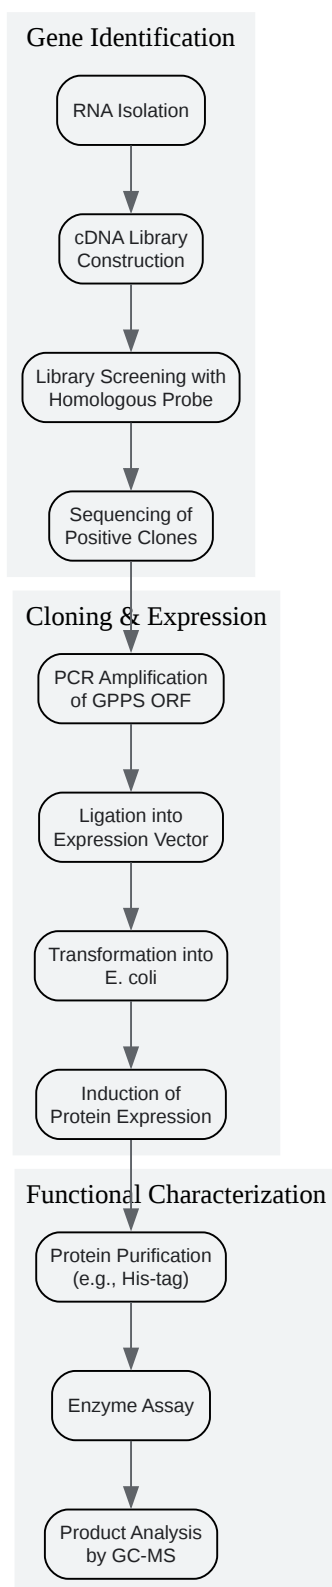 Gene Identification
RNA Isolation
cDNA Library
Construction
Library Screening with
Homologous Probe
Sequencing of
Positive Clones
Cloning & Expression
PCR Amplification
of GPPS ORF
Ligation into
Expression Vector
Transformation into
E. coli
Induction of
Protein Expression
Functional Characterization
Protein Purification
(e.g., His-tag)
Enzyme Assay
Product Analysis
by GC-MS